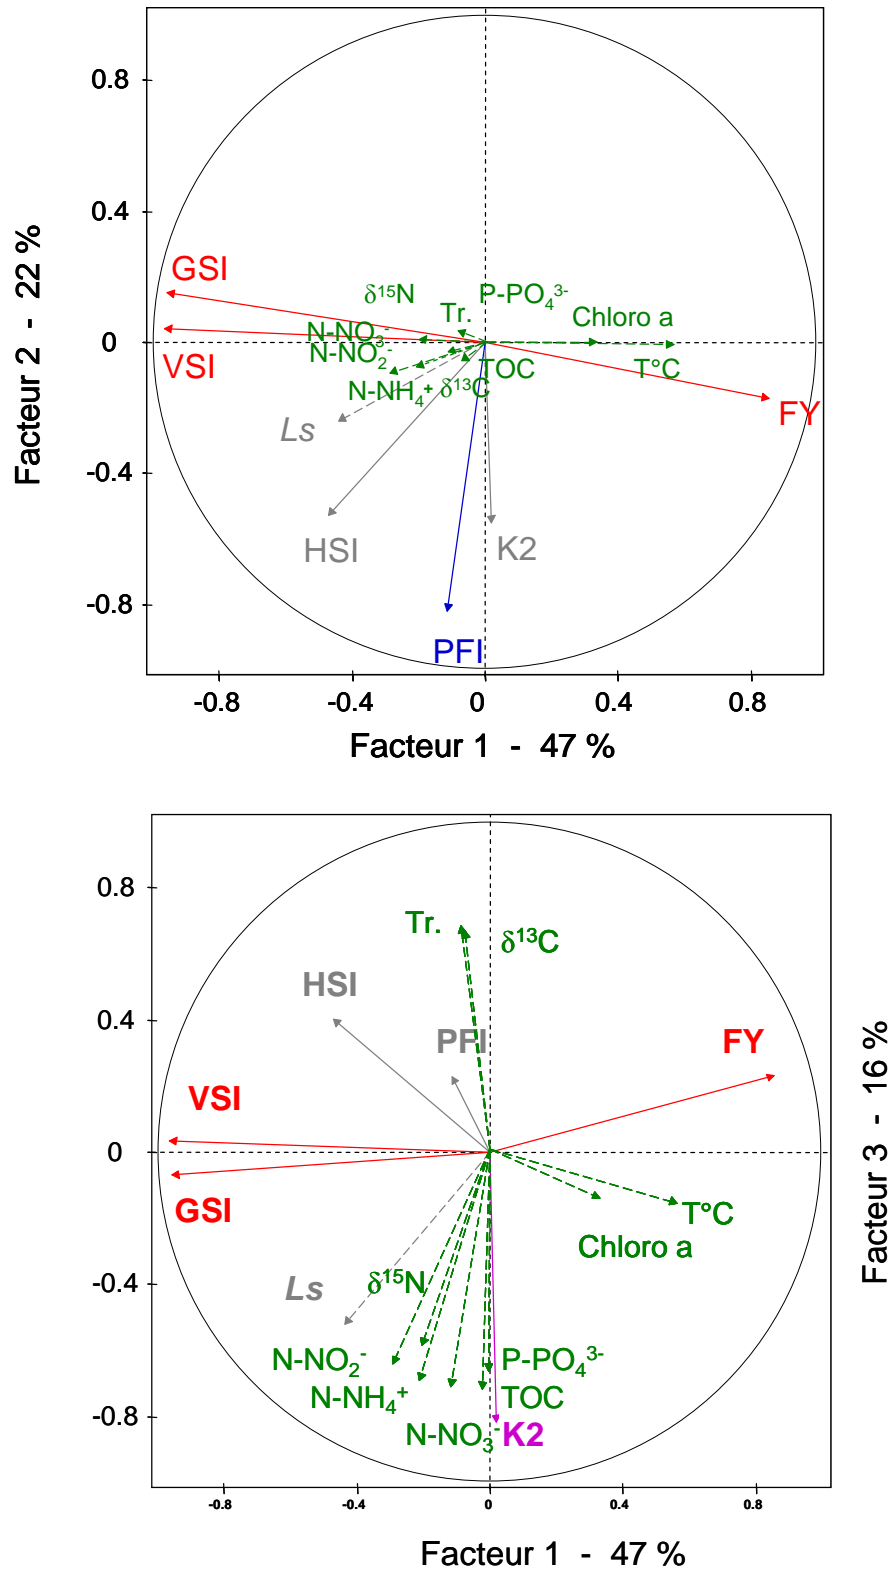 0.8
0.4
0
-0.4
-0.8
Facteur 2 - 22 %
GSI
VSI
δ¹⁵N
Tr.
P-PO₄³⁻
Chloro a
N-NO₃⁻
N-NO₂⁻
N-NH₄⁺
δ¹³C
TOC
T°C
FY
Ls
HSI
K2
PFI
-0.8 -0.4 0 0.4 0.8
Facteur 1 - 47 %
0.8
0.4
0
-0.4
-0.8
Tr.
δ¹³C
HSI
PFI
FY
VSI
GSI
T°C
Chloro a
Ls
δ¹⁵N
N-NO₂⁻
P-PO₄³⁻
N-NH₄⁺
TOC
N-NO₃⁻
K2
Facteur 3 - 16 %
-0.8 -0.4 0 0.4 0.8
Facteur 1 - 47 %